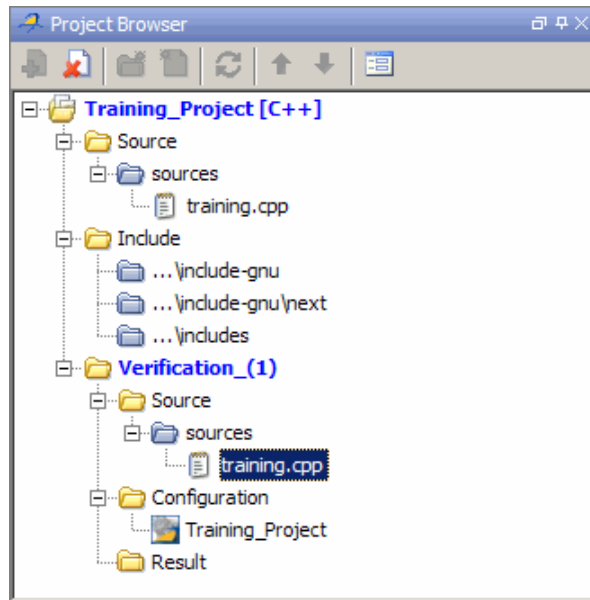 Project Browser
Training_Project [C++]
Source
sources
training.cpp
Include
...\include-gnu
...\include-gnu\next
...\includes
Verification_(1)
Source
sources
training.cpp
Configuration
Training_Project
Result